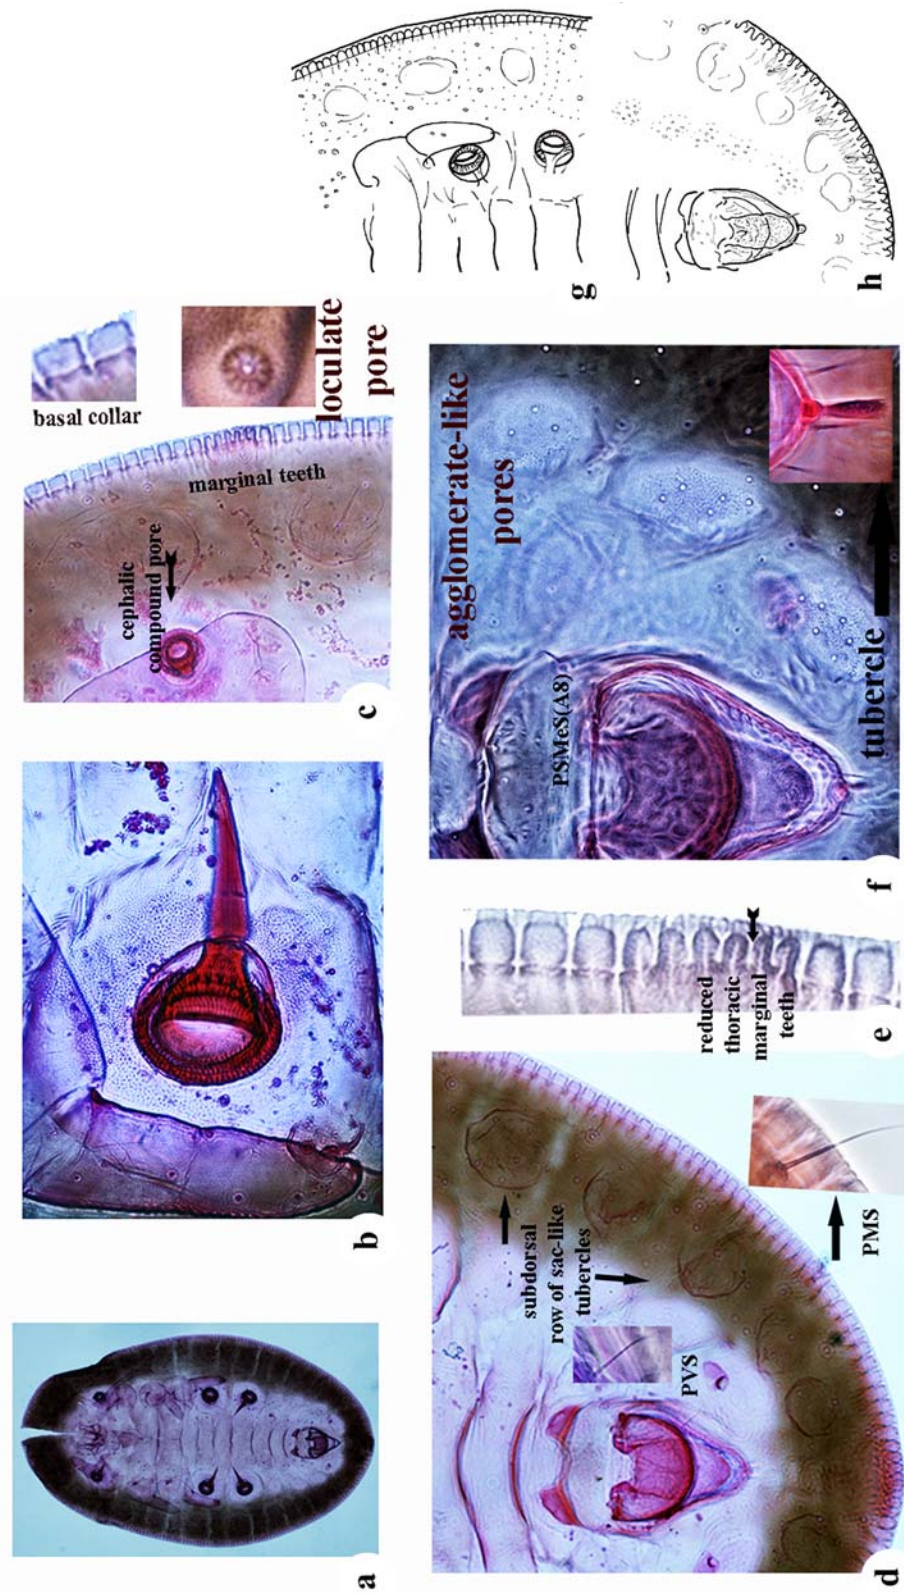 a
b
c
cephalic
compound pore
marginal teeth
basal collar
loculate
pore
d
subdorsal
row of sac-like
tubercles
PVS
PMS
e
reduced
thoracic
marginal
teeth
f
PSMeS(A8)
agglomerate-like
pores
tubercle
g
h